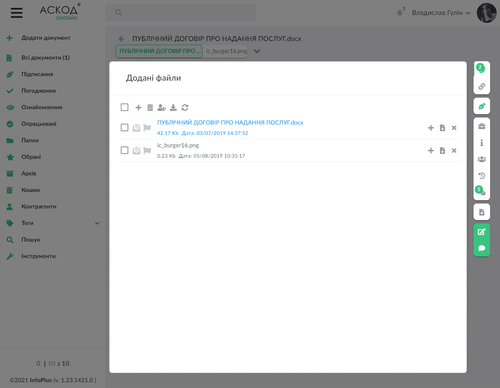 АСКОД
ОНЛАЙН
2
Владислав Гулін
Додати документ
Всі документи (1)
Підписання
Погодження
Ознайомлення
Опрацювані
Папки
Обрані
Архів
Кошик
Контрагенти
Теги
Пошук
Інструменти
0 | 10 з 10
©2021 InfoPlus /v. 1.23.1421.0 )
ПУБЛІЧНИЙ ДОГОВІР ПРО НАДАННЯ ПОСЛУГ.docx
ПУБЛІЧНИЙ ДОГОВІР ПРО ...
ic_burger16.png
Додані файли
ПУБЛІЧНИЙ ДОГОВІР ПРО НАДАННЯ ПОСЛУГ.docx
42.17 Kb. Дата: 03/07/2019 14:37:52
ic_burger16.png
0.23 Kb. Дата: 05/08/2019 10:35:17
2